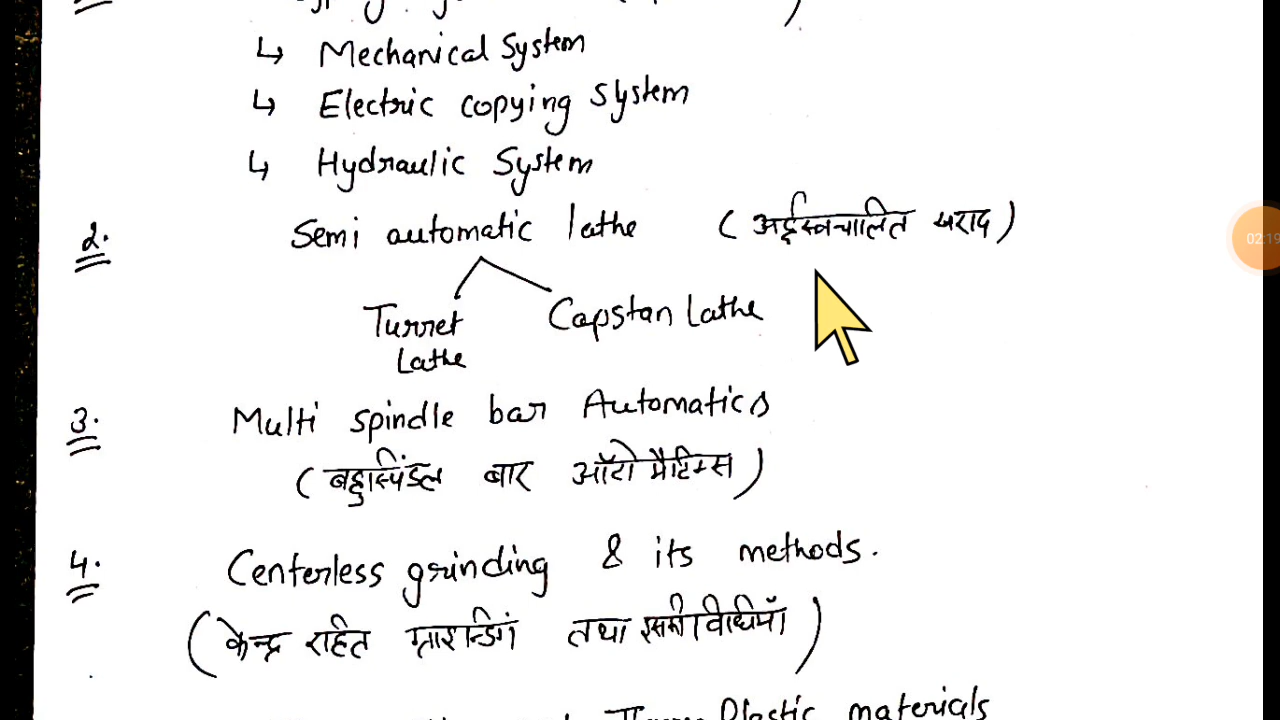 ↳ Mechanical System
↳ Electric copying System
↳ Hydraulic System
2. Semi automatic lathe (अर्द्धस्वचालित खराद)
Turret Lathe
Capstan Lathe
3. Multi spindle bar Automatics
(बहुस्पिंडल बार ऑटोमैटिक्स)
4. Centerless grinding & its methods.
(केन्द्र रहित ग्राइन्डिंग तथा इसकी विधियाँ)
Plastic materials
02:19